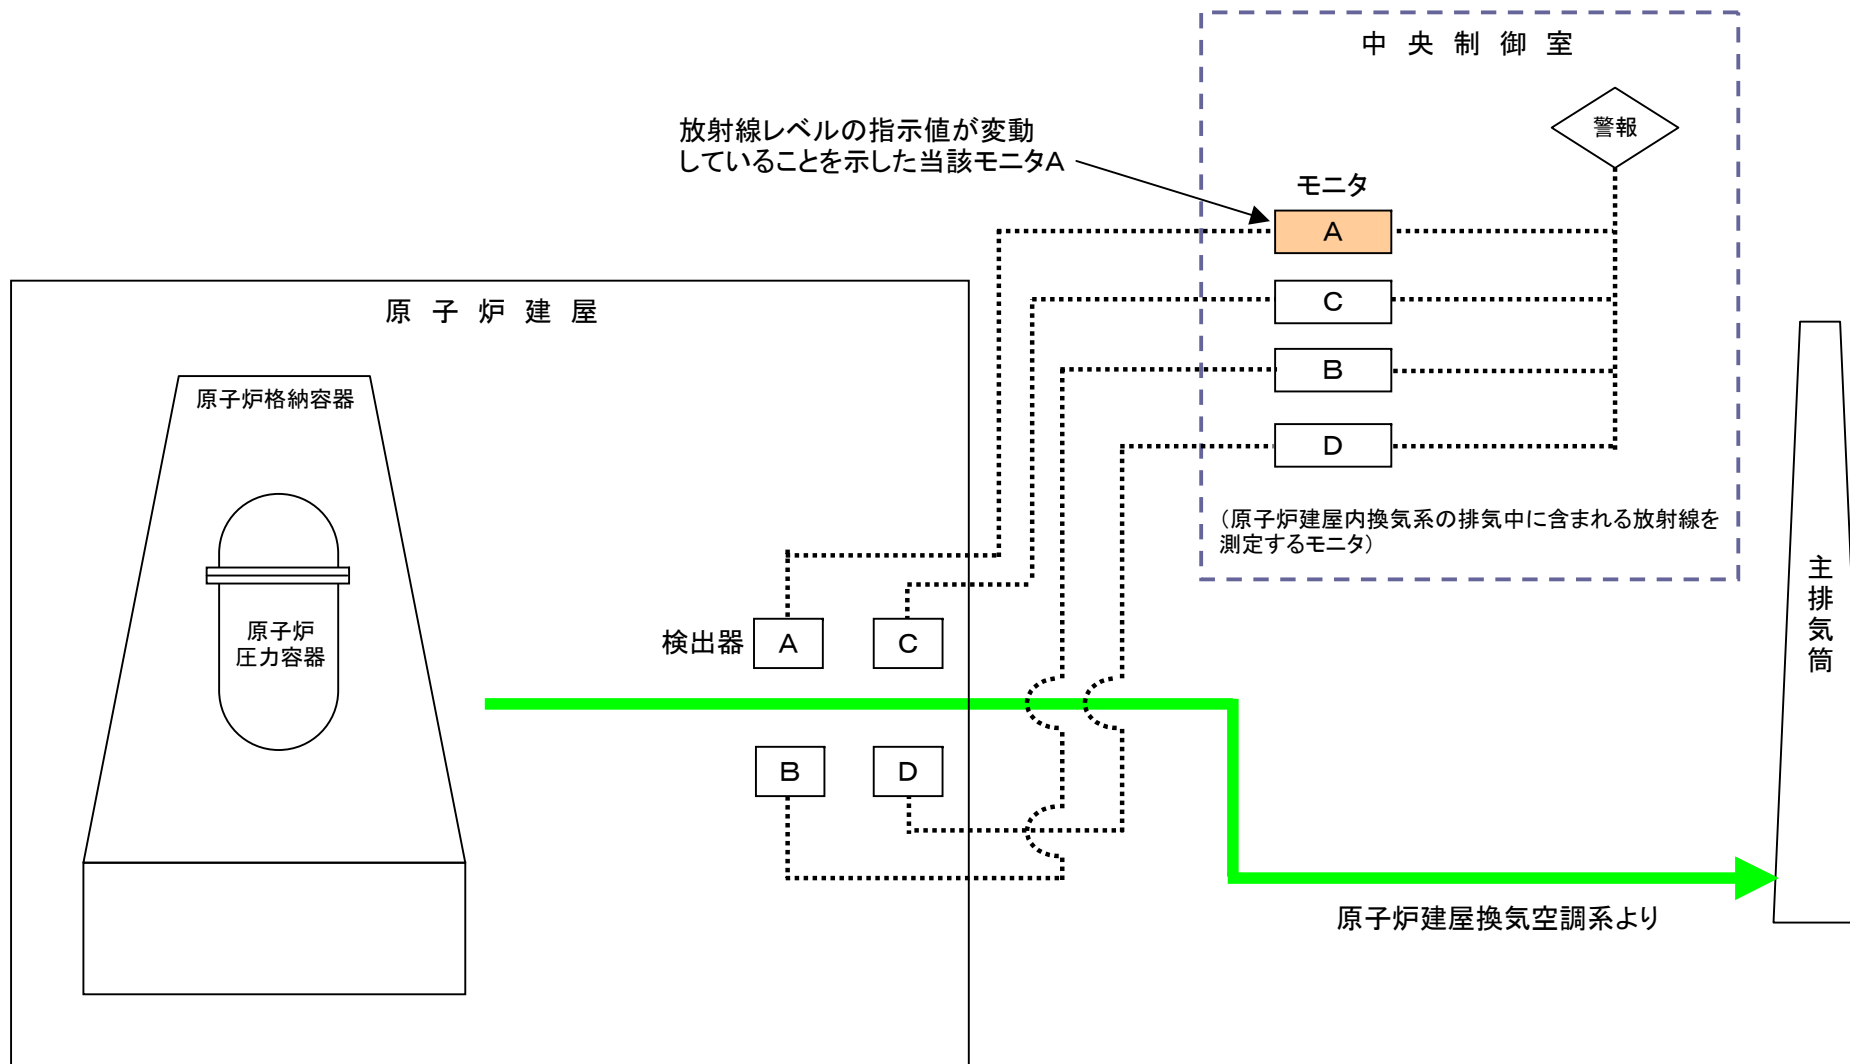 中央制御室
警報
放射線レベルの指示値が変動
していることを示した当該モニタA
モニタ
A
C
B
D
(原子炉建屋内換気系の排気中に含まれる放射線を
測定するモニタ)
原子炉建屋
原子炉格納容器
原子炉
圧力容器
検出器
A
C
B
D
主排気筒
原子炉建屋換気空調系より